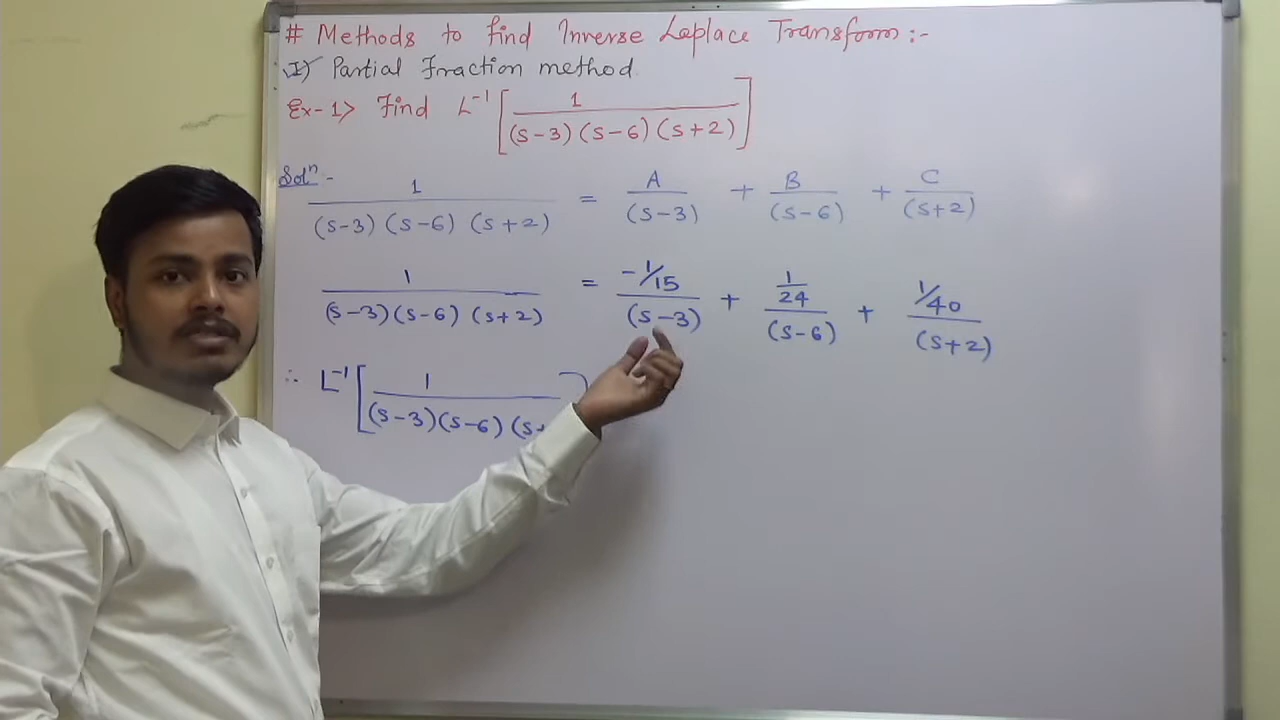 # Methods to find Inverse Laplace Transform :-
I) Partial Fraction method
Ex-1> Find L⁻¹ [ 1 / (s-3)(s-6)(s+2) ]
Solⁿ :- 1 / (s-3)(s-6)(s+2) = A / (s-3) + B / (s-6) + C / (s+2)
1 / (s-3)(s-6)(s+2) = -1/15 / (s-3) + 1/24 / (s-6) + 1/40 / (s+2)
∴ L⁻¹ [ 1 / (s-3)(s-6)(s+ ]